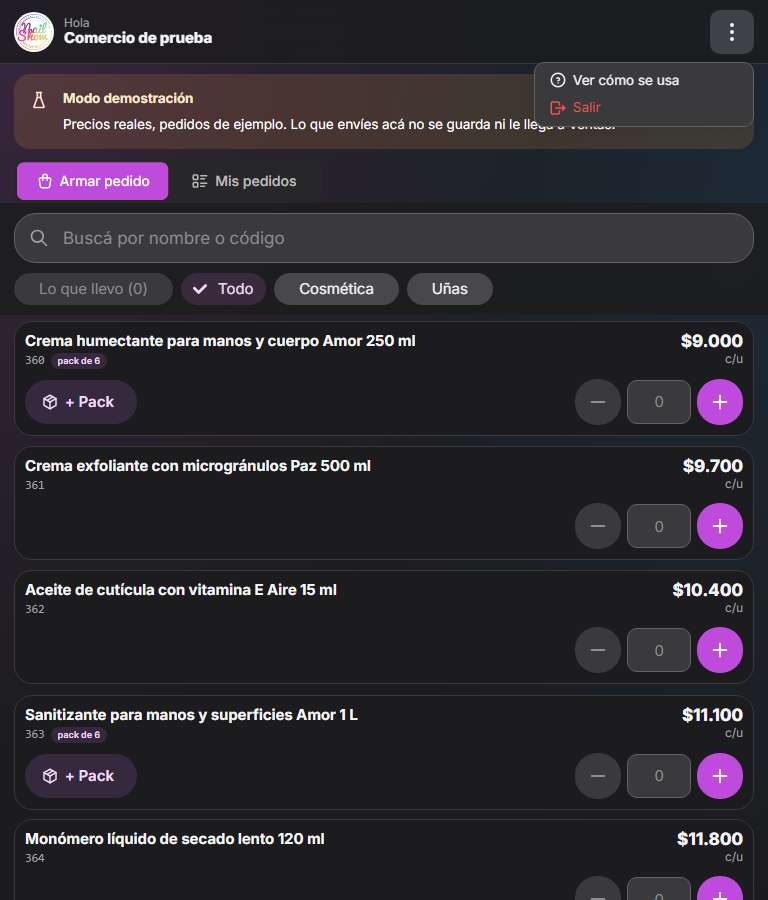 Nail Show
Hola
Comercio de prueba
Ver cómo se usa
Salir
Modo demostración
Precios reales, pedidos de ejemplo. Lo que envíes acá no se guarda ni le llega a Ventas.
Armar pedido
Mis pedidos
Buscá por nombre o código
Lo que llevo (0)
Todo
Cosmética
Uñas
Crema humectante para manos y cuerpo Amor 250 ml
$9.000
360 pack de 6
c/u
+ Pack
0
Crema exfoliante con microgránulos Paz 500 ml
$9.700
361
c/u
0
Aceite de cutícula con vitamina E Aire 15 ml
$10.400
362
c/u
0
Sanitizante para manos y superficies Amor 1 L
$11.100
363 pack de 6
c/u
+ Pack
0
Monómero líquido de secado lento 120 ml
$11.800
364
c/u
0